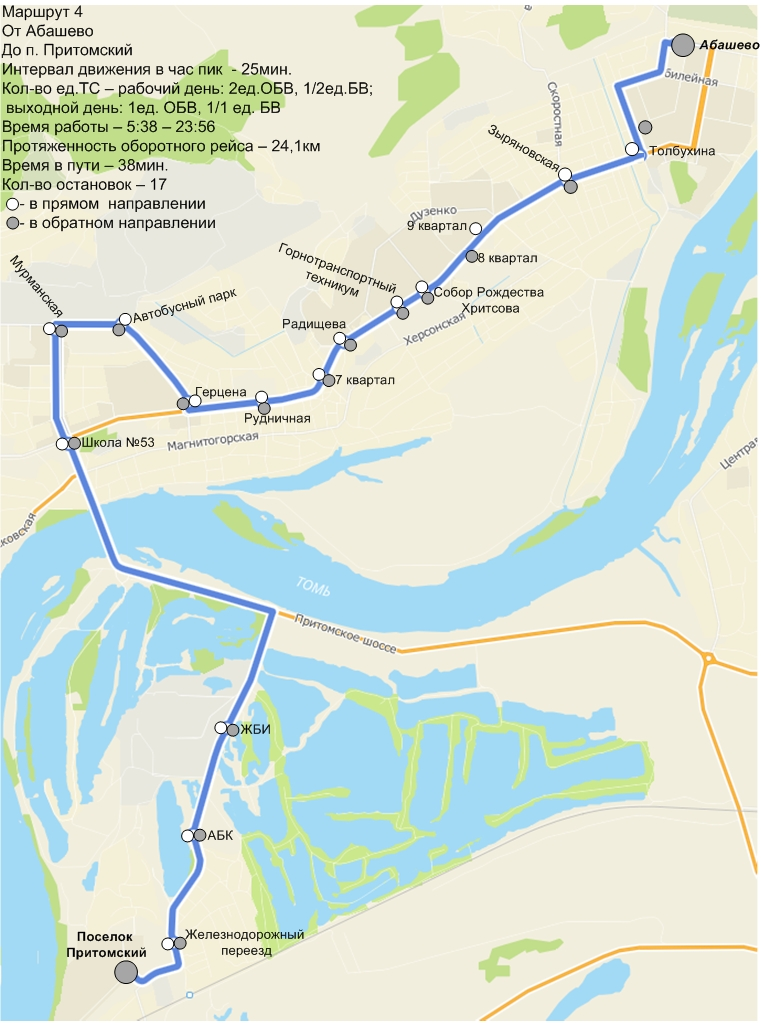 Маршрут 4
От Абашево
До п. Притомский
Интервал движения в час пик - 25мин.
Кол-во ед.ТС – рабочий день: 2ед.ОБВ, 1/2ед.БВ;
выходной день: 1ед. ОБВ, 1/1 ед. БВ
Время работы – 5:38 – 23:56
Протяженность оборотного рейса – 24,1км
Время в пути – 38мин.
Кол-во остановок – 17
- в прямом направлении
- в обратном направлении
Абашево
билейная
Скоростная
Толбухина
Зыряновская
Дузенко
9 квартал
8 квартал
Горнотранспортный
техникум
Собор Рождества
Хритсова
Херсонская
Мурманская
Автобусный парк
Радищева
7 квартал
Герцена
Рудничная
Магнитогорская
Школа №53
Центра
ковская
ТОМЬ
Притомское шоссе
ЖБИ
АБК
Железнодорожный
переезд
Поселок
Притомский